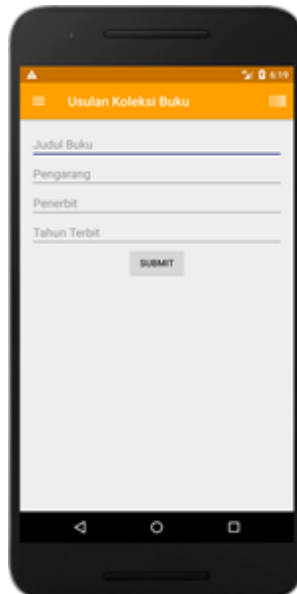 6:19
Usulan Koleksi Buku
Judul Buku
Pengarang
Penerbit
Tahun Terbit
SUBMIT